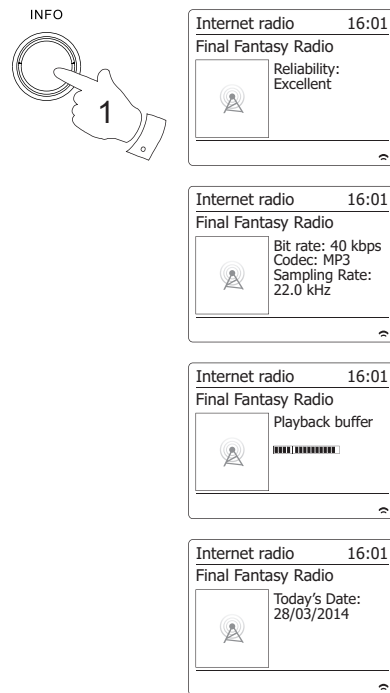 INFO
1
Internet radio 16:01
Final Fantasy Radio
Reliability:
Excellent
Internet radio 16:01
Final Fantasy Radio
Bit rate: 40 kbps
Codec: MP3
Sampling Rate:
22.0 kHz
Internet radio 16:01
Final Fantasy Radio
Playback buffer
Internet radio 16:01
Final Fantasy Radio
Today's Date:
28/03/2014